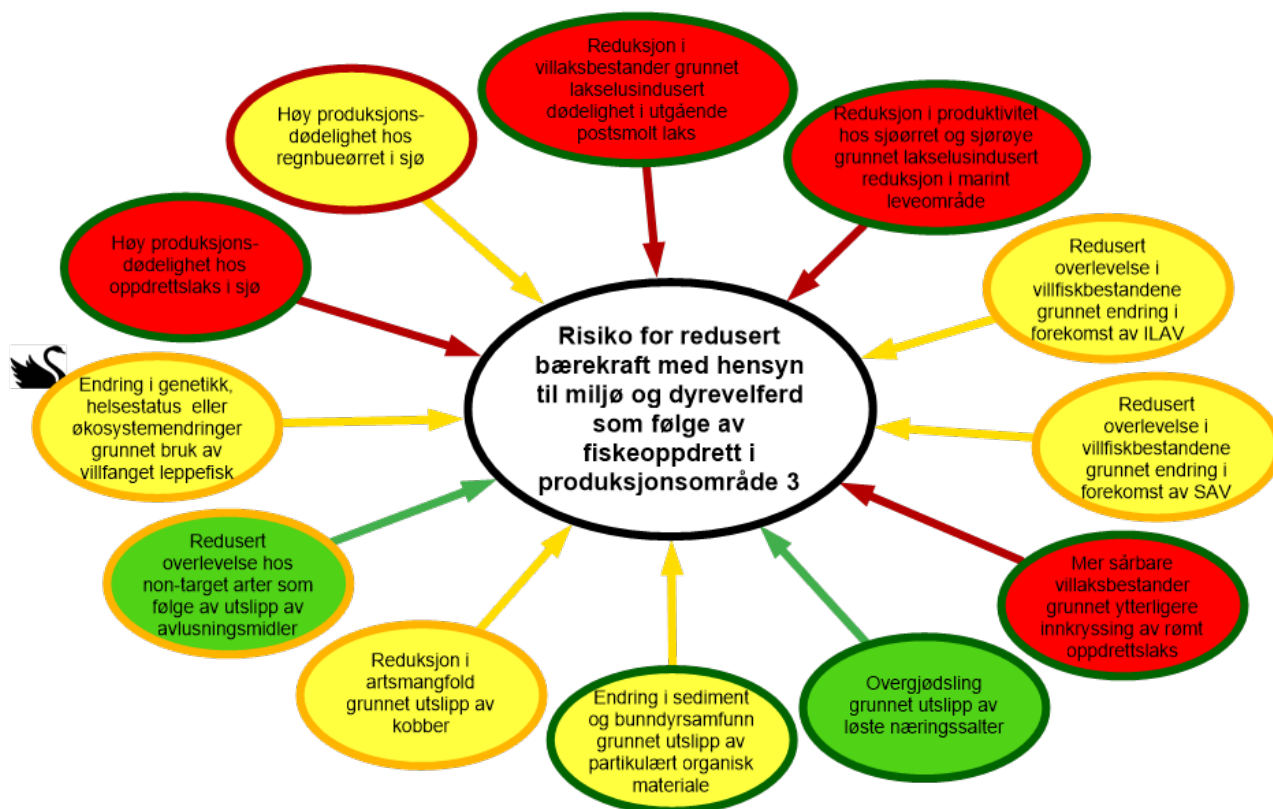 Reduksjon i
villaksbestander grunnet
lakselusindusert
dødelighet i utgående
postsmolt laks
Reduksjon i produktivitet
hos sjøørret og sjørøye
grunnet lakselusindusert
reduksjon i marint
leveområde
Redusert
overlevelse i
villfiskbestandene
grunnet endring i
forekomst av ILAV
Redusert
overlevelse i
villfiskbestandene
grunnet endring i
forekomst av SAV
Mer sårbare
villaksbestander
grunnet ytterligere
innkryssing av rømt
oppdrettslaks
Overgjødsling
grunnet utslipp av
løste næringssalter
Endring i sediment
og bunndyrsamfunn
grunnet utslipp av
partikulært organisk
materiale
Reduksjon i
artsmangfold
grunnet utslipp av
kobber
Redusert
overlevelse hos
non-target arter som
følge av utslipp av
avlusningsmidler
Endring i genetikk,
helsestatus eller
økosystemendringer
grunnet bruk av
villfanget leppefisk
Høy produksjons-
dødelighet hos
oppdrettslaks i sjø
Høy produksjons-
dødelighet hos
regnbueørret i sjø
Risiko for redusert
bærekraft med hensyn
til miljø og dyrevelferd
som følge av
fiskeoppdrett i
produksjonsområde 3